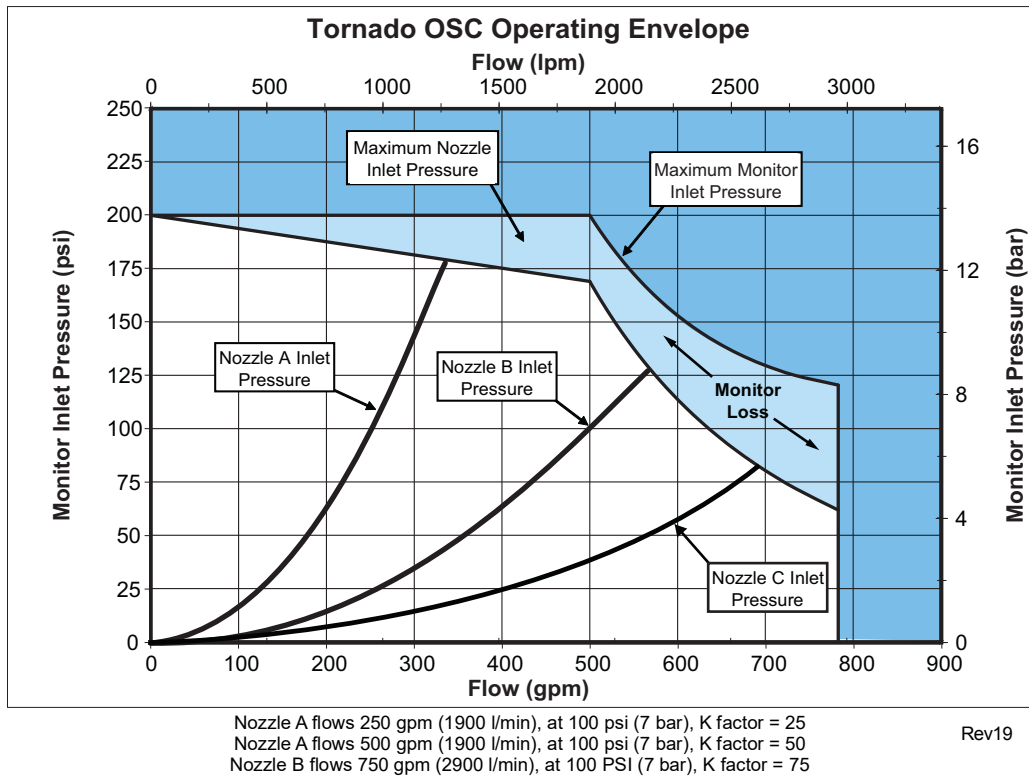 Tornado OSC Operating Envelope
Flow (lpm)
0 500 1000 1500 2000 2500 3000
250
225
200
175
150
125
100
75
50
25
0
Monitor Inlet Pressure (psi)
Maximum Nozzle
Inlet Pressure
Maximum Monitor
Inlet Pressure
Nozzle A Inlet
Pressure
Nozzle B Inlet
Pressure
Monitor
Loss
Nozzle C Inlet
Pressure
16
12
8
4
0
Monitor Inlet Pressure (bar)
0 100 200 300 400 500 600 700 800 900
Flow (gpm)
Nozzle A flows 250 gpm (1900 l/min), at 100 psi (7 bar), K factor = 25
Nozzle A flows 500 gpm (1900 l/min), at 100 psi (7 bar), K factor = 50
Nozzle B flows 750 gpm (2900 l/min), at 100 PSI (7 bar), K factor = 75
Rev19